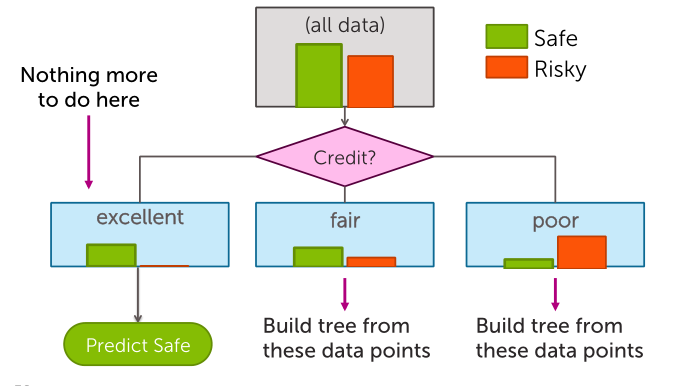 (all data)
Safe
Risky
Nothing more
to do here
Credit?
excellent
fair
poor
Predict Safe
Build tree from
these data points
Build tree from
these data points